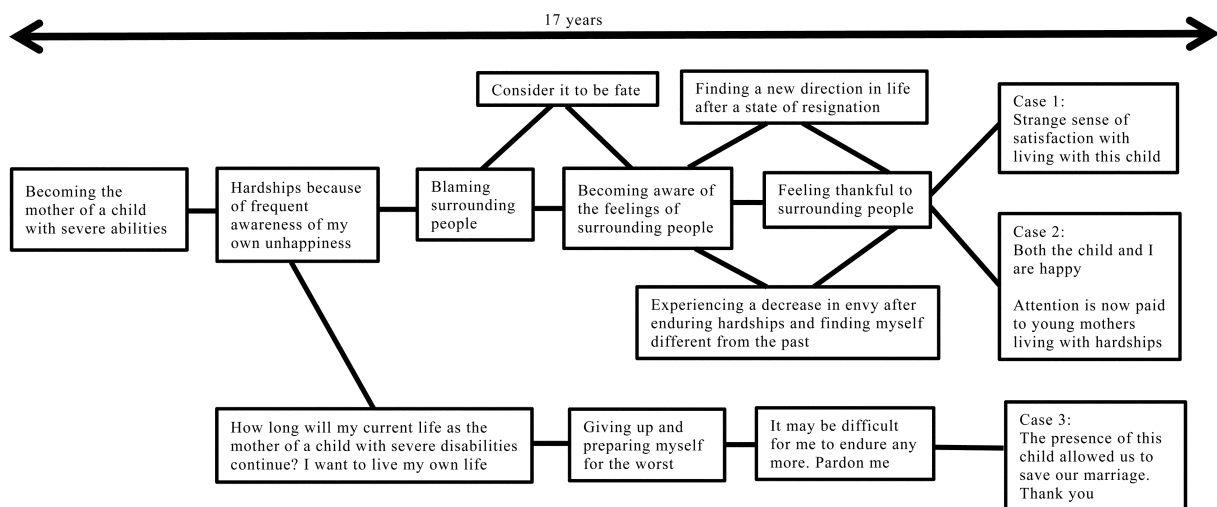 17 years
Consider it to be fate
Finding a new direction in life
after a state of resignation
Case 1:
Strange sense of
satisfaction with
living with this child
Becoming the
mother of a child
with severe abilities
Hardships because
of frequent
awareness of my
own unhappiness
Blaming
surrounding
people
Becoming aware of
the feelings of
surrounding people
Feeling thankful to
surrounding people
Case 2:
Both the child and I
are happy
Attention is now paid
to young mothers
living with hardships
Experiencing a decrease in envy after
enduring hardships and finding myself
different from the past
How long will my current life as the
mother of a child with severe disabilities
continue? I want to live my own life
Giving up and
preparing myself
for the worst
It may be difficult
for me to endure any
more. Pardon me
Case 3:
The presence of this
child allowed us to
save our marriage.
Thank you